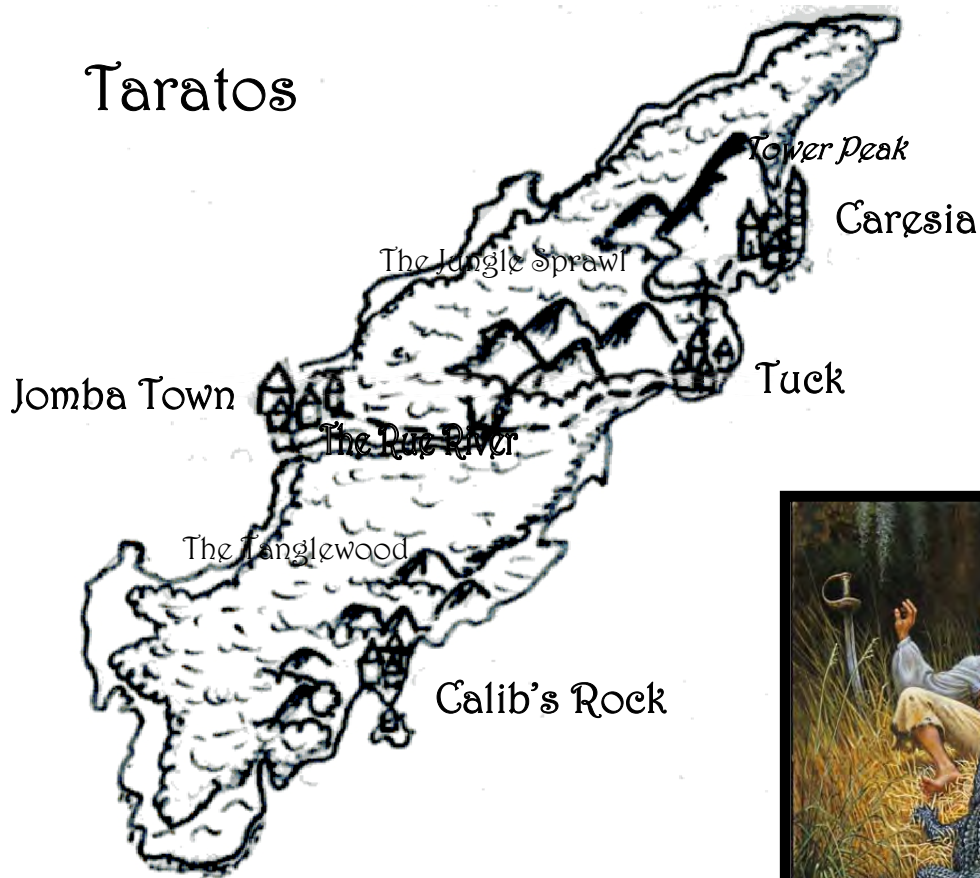 Taratos
Tower Peak
Caresia
The Jungle Sprawl
Tuck
Jomba Town
The Rue River
The Tanglewood
Calib's Rock